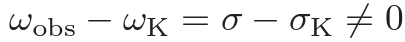 ω_obs − ω_K = σ − σ_K ≠ 0